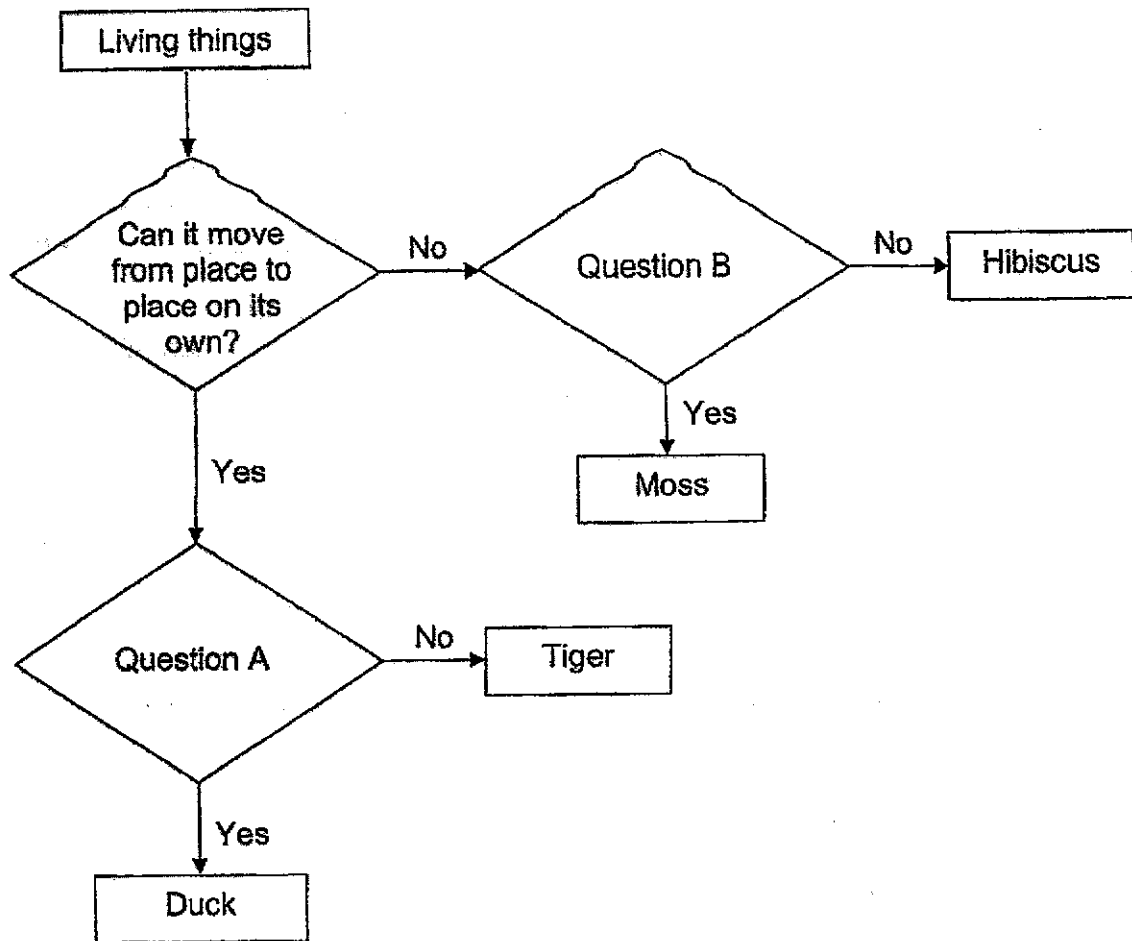 Living things
Can it move
from place to
place on its
own?
No
Question B
No
Hibiscus
Yes
Moss
Yes
Question A
No
Tiger
Yes
Duck